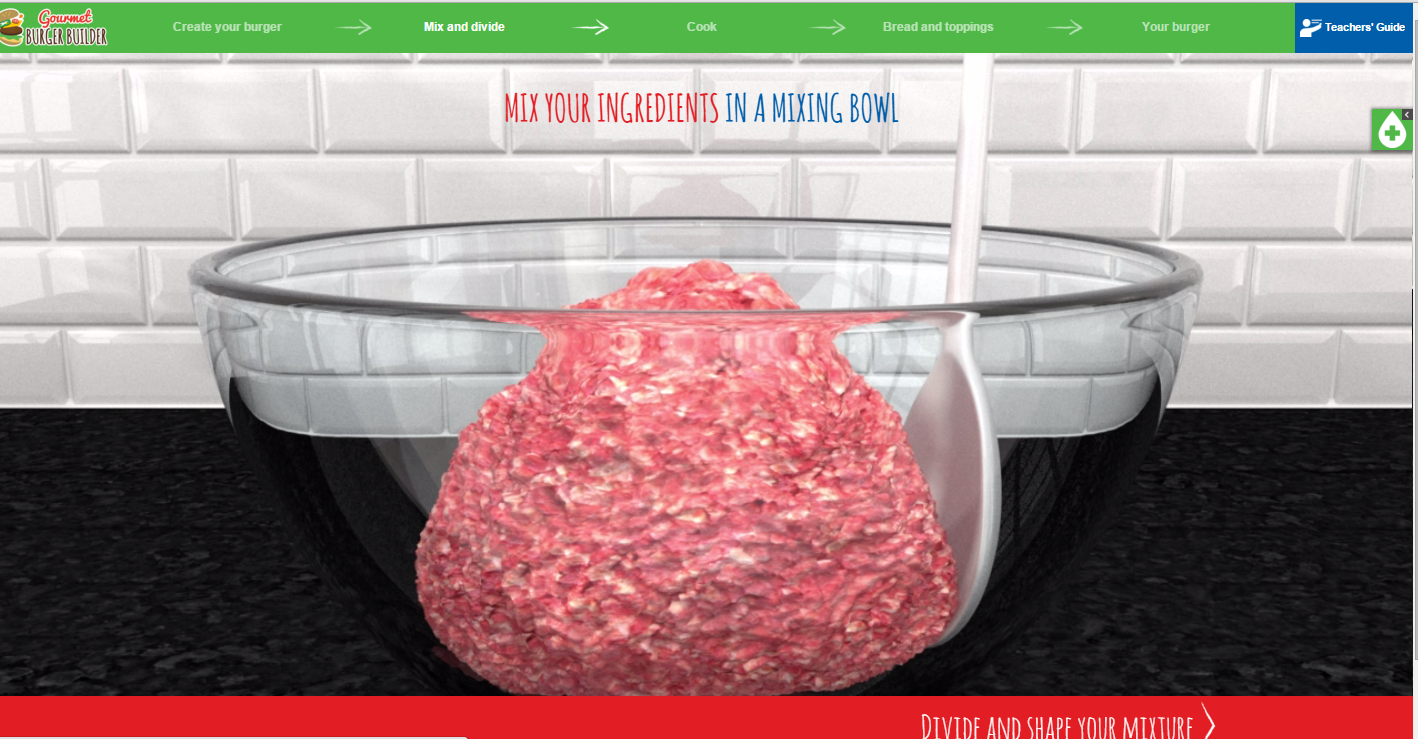 Gourmet
BURGER BUILDER
Create your burger
Mix and divide
Cook
Bread and toppings
Your burger
Teachers' Guide
MIX YOUR INGREDIENTS IN A MIXING BOWL
DIVIDE AND SHAPE YOUR MIXTURE